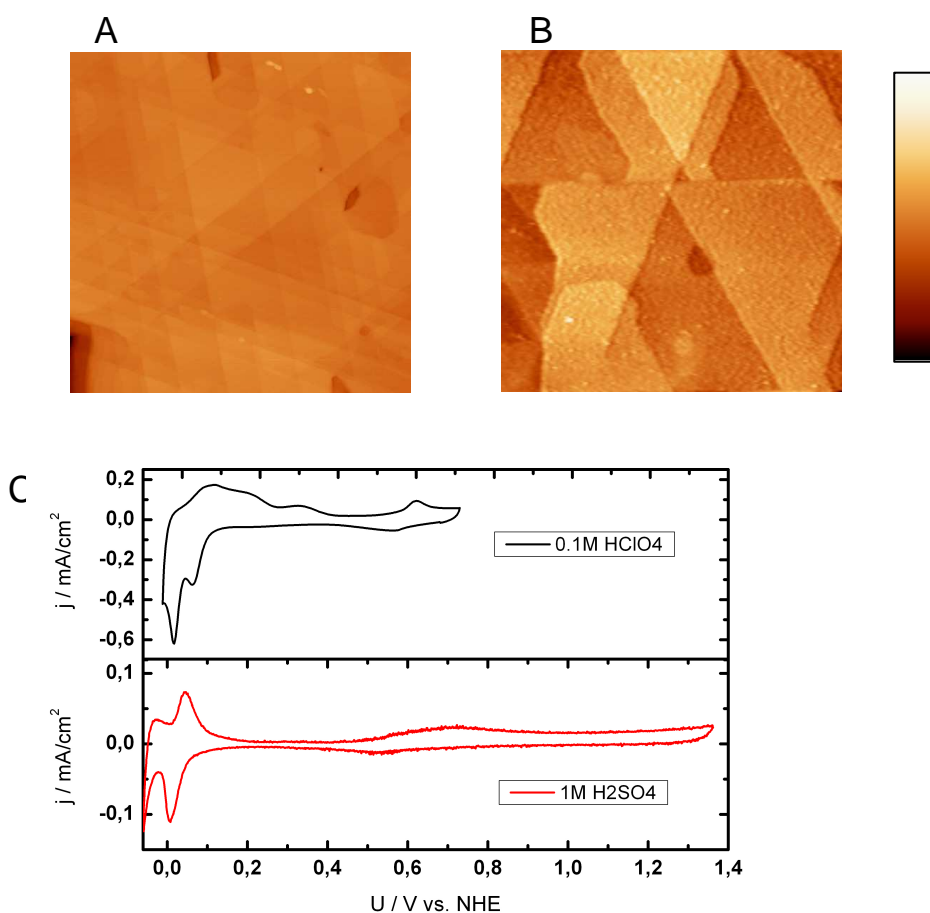 A
B
C
0,2
0,0
-0,2
-0,4
-0,6
j / mA/cm²
0.1M HClO4
0,1
0,0
-0,1
j / mA/cm²
1M H2SO4
0,0 0,2 0,4 0,6 0,8 1,0 1,2 1,4
U / V vs. NHE